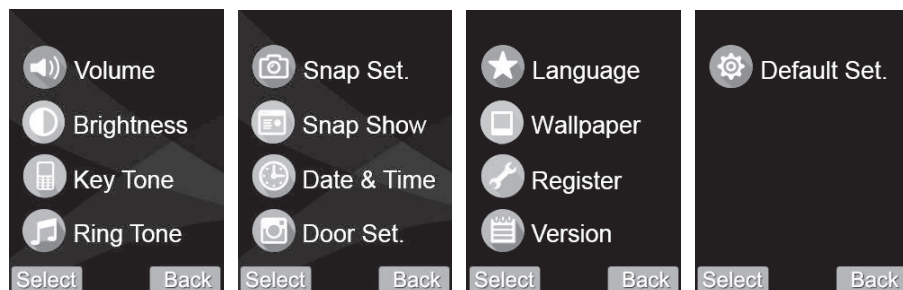 Volume
Brightness
Key Tone
Ring Tone
Select Back
Snap Set.
Snap Show
Date & Time
Door Set.
Select Back
Language
Wallpaper
Register
Version
Select Back
Default Set.
Select Back